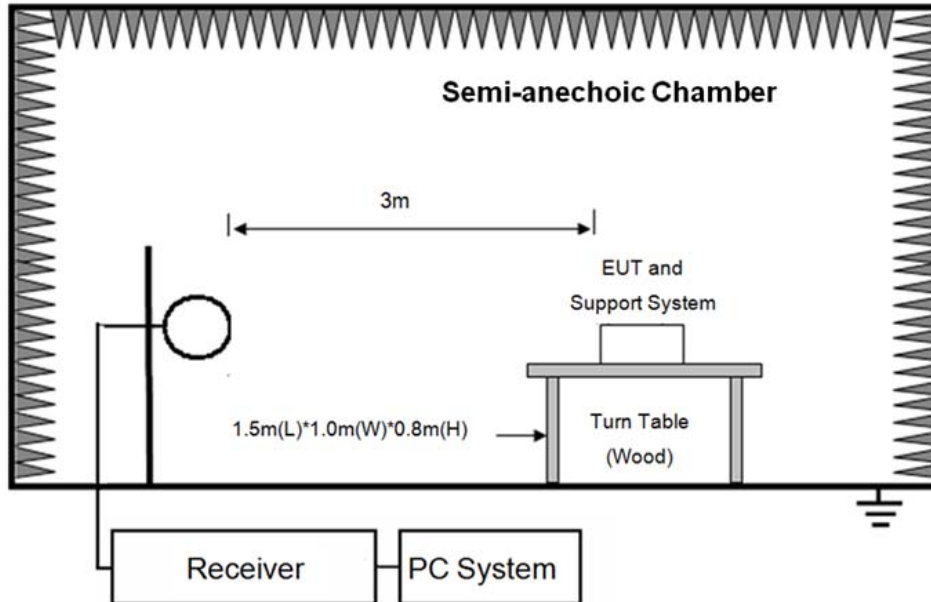 Semi-anechoic Chamber
3m
EUT and
Support System
1.5m(L)*1.0m(W)*0.8m(H)
Turn Table
(Wood)
Receiver
PC System